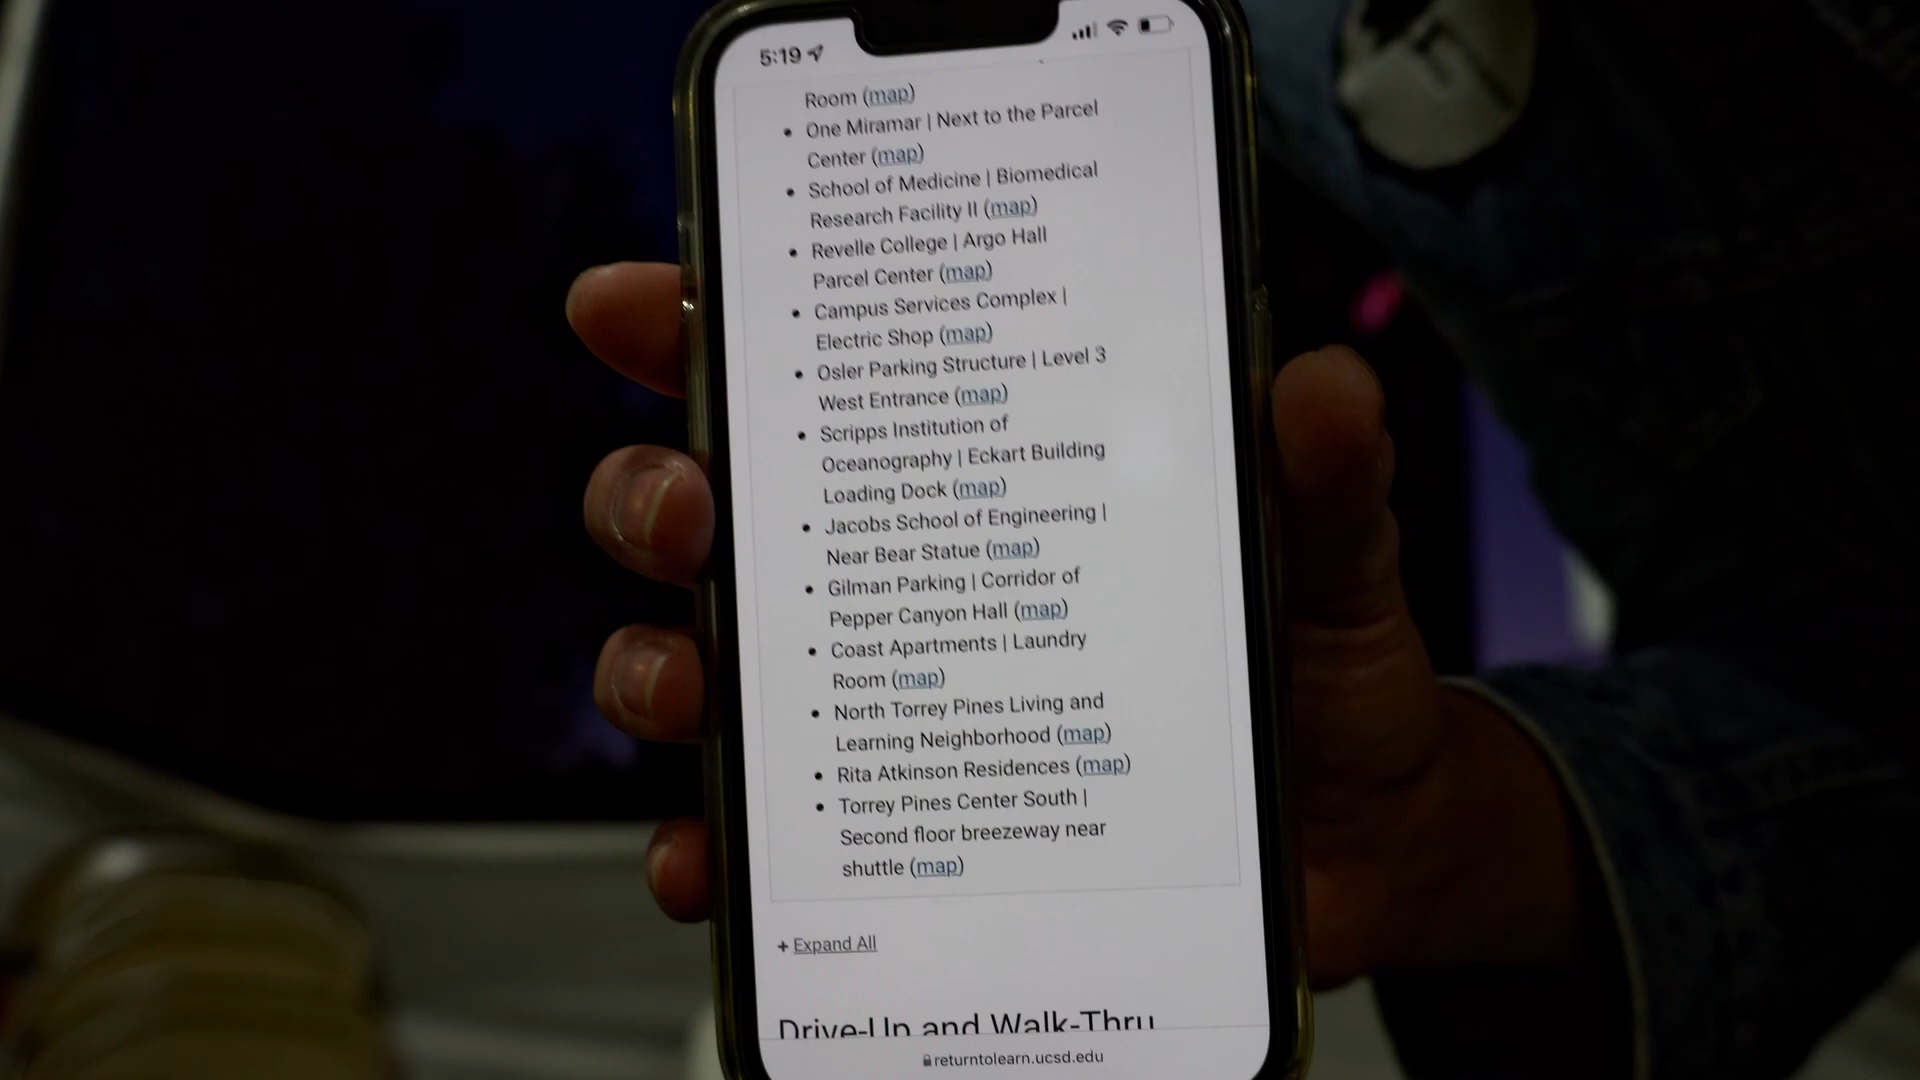 5:19
Room (map)
• One Miramar | Next to the Parcel
Center (map)
• School of Medicine | Biomedical
Research Facility II (map)
• Revelle College | Argo Hall
Parcel Center (map)
• Campus Services Complex |
Electric Shop (map)
• Osler Parking Structure | Level 3
West Entrance (map)
• Scripps Institution of
Oceanography | Eckart Building
Loading Dock (map)
• Jacobs School of Engineering |
Near Bear Statue (map)
• Gilman Parking | Corridor of
Pepper Canyon Hall (map)
• Coast Apartments | Laundry
Room (map)
• North Torrey Pines Living and
Learning Neighborhood (map)
• Rita Atkinson Residences (map)
• Torrey Pines Center South |
Second floor breezeway near
shuttle (map)
+ Expand All
Drive-Up and Walk-Thru
returntolearn.ucsd.edu